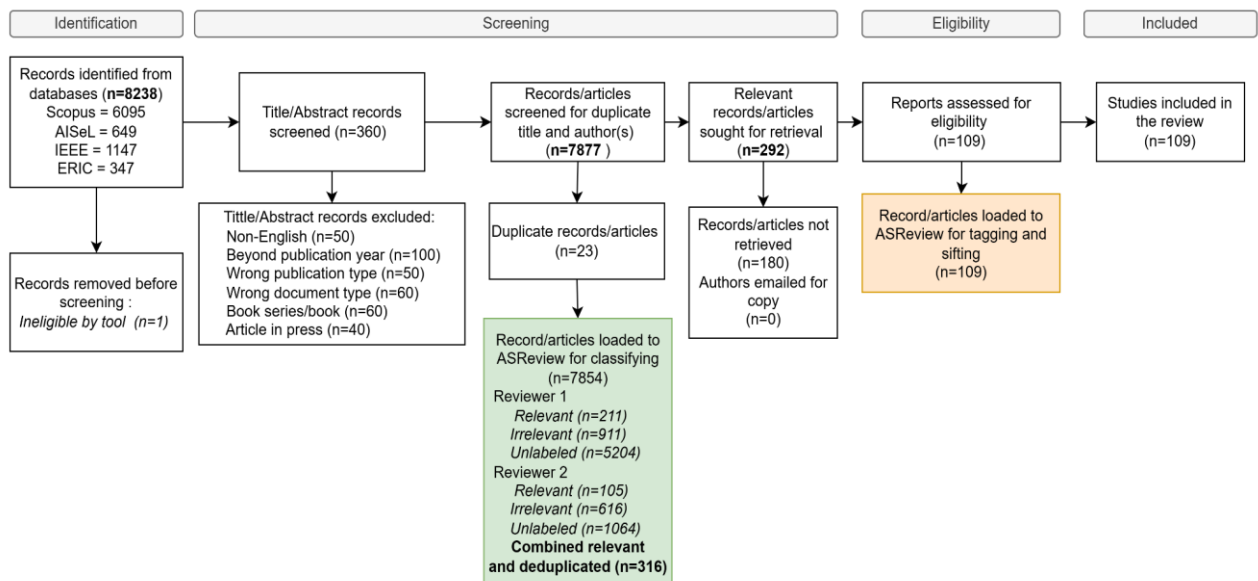 Identification
Screening
Eligibility
Included
Records identified from
databases (n=8238)
Scopus = 6095
AISeL = 649
IEEE = 1147
ERIC = 347
Title/Abstract records
screened (n=360)
Records/articles
screened for duplicate
title and author(s)
(n=7877 )
Relevant
records/articles
sought for retrieval
(n=292)
Reports assessed for
eligibility
(n=109)
Studies included in
the review
(n=109)
Records removed before
screening :
Ineligible by tool (n=1)
Tittle/Abstract records excluded:
Non-English (n=50)
Beyond publication year (n=100)
Wrong publication type (n=50)
Wrong document type (n=60)
Book series/book (n=60)
Article in press (n=40)
Duplicate records/articles
(n=23)
Records/articles not
retrieved
(n=180)
Authors emailed for
copy
(n=0)
Record/articles loaded to
ASReview for tagging and
sifting
(n=109)
Record/articles loaded to
ASReview for classifying
(n=7854)
Reviewer 1
Relevant (n=211)
Irrelevant (n=911)
Unlabeled (n=5204)
Reviewer 2
Relevant (n=105)
Irrelevant (n=616)
Unlabeled (n=1064)
Combined relevant
and deduplicated (n=316)